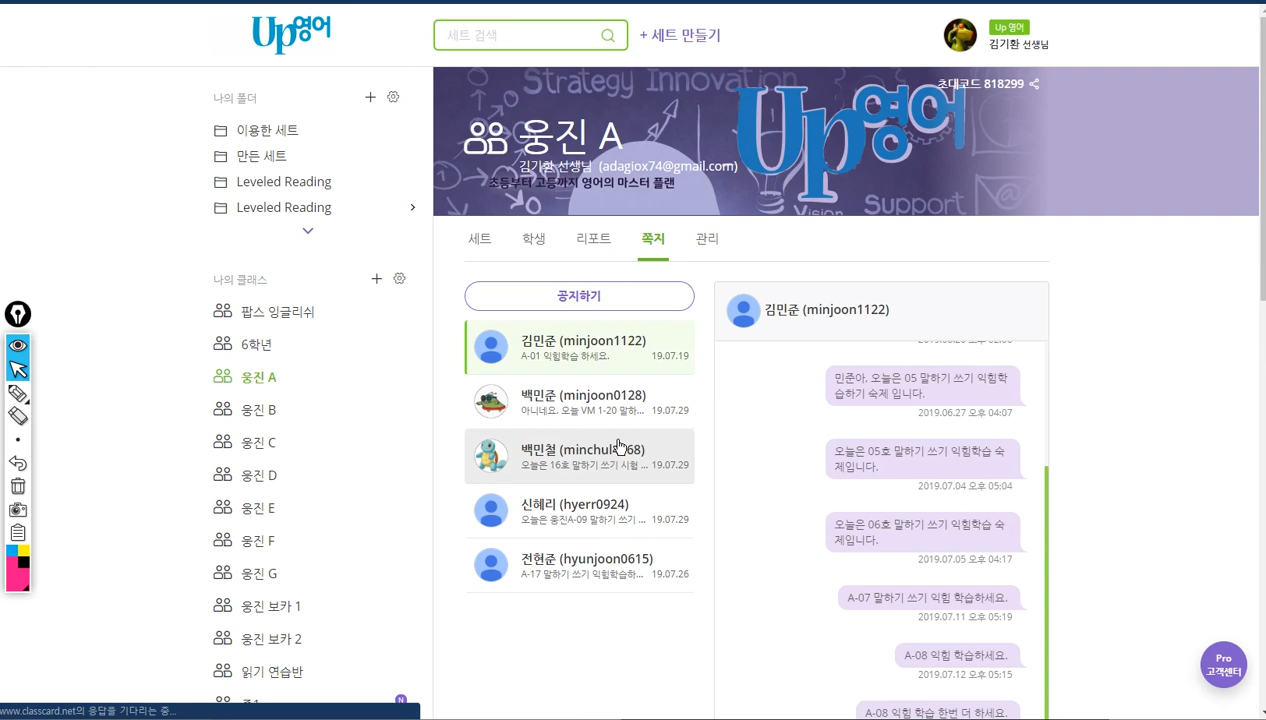 Up영어
세트 검색
+ 세트 만들기
Up 영어
김기환 선생님
나의 폴더
이용한 세트
만든 세트
Leveled Reading
Leveled Reading
나의 클래스
팝스 잉글리쉬
6학년
웅진 A
웅진 B
웅진 C
웅진 D
웅진 E
웅진 F
웅진 G
웅진 보카 1
웅진 보카 2
읽기 연습반
N
www.classcard.net의 응답을 기다리는 중...
Strategy Innovation
초대코드 818299
Up영어
웅진 A
김기환 선생님 (adagiox74@gmail.com)
초등부터 고등까지 영어의 마스터 플랜
Vision Support
세트 학생 리포트 쪽지 관리
공지하기
김민준 (minjoon1122)
A-01 익힘학습 하세요. 19.07.19
백민준 (minjoon0128)
아니네요. 오늘 VM 1-20 말하... 19.07.29
백민철
오늘은 16호 말하기 쓰기 시험 ... 19.07.29
신혜리 (hyerr0924)
오늘은 웅진A-09 말하기 쓰기 ... 19.07.29
전현준 (hyunjoon0615)
A-17 말하기 쓰기 익힘학습하... 19.07.26
김민준 (minjoon1122)
민준아, 오늘은 05 말하기 쓰기 익힘학
습하기 숙제 입니다.
2019.06.27 오후 04:07
오늘은 05호 말하기 쓰기 익힘학습 숙
제입니다.
2019.07.04 오후 05:04
오늘은 06호 말하기 쓰기 익힘학습 숙
제입니다.
2019.07.05 오후 04:17
A-07 말하기 쓰기 익힘 학습하세요.
2019.07.11 오후 05:19
A-08 익힘 학습하세요.
2019.07.12 오후 05:15
A-08 익힘 학습 한번 더 하세요.
Pro
고객센터